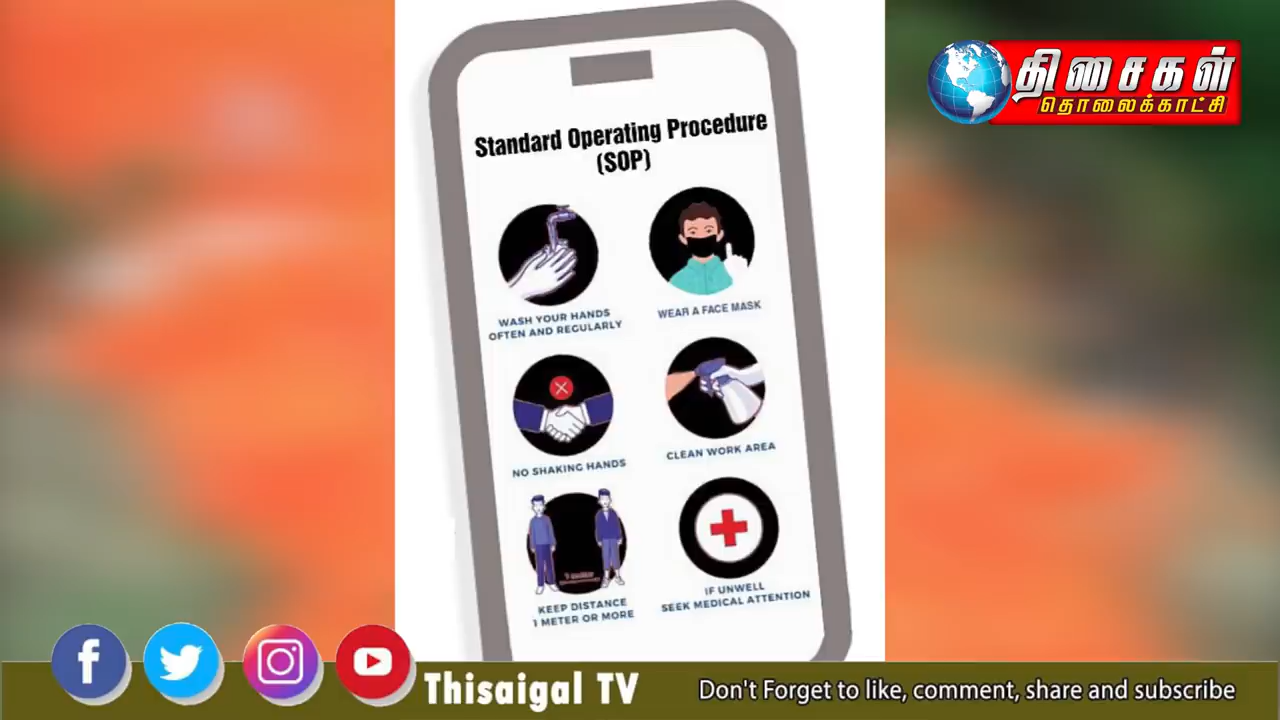 திசைகள்
தொலைக்காட்சி
Standard Operating Procedure
(SOP)
WASH YOUR HANDS
OFTEN AND REGULARLY
WEAR A FACE MASK
NO SHAKING HANDS
CLEAN WORK AREA
1 meter
KEEP DISTANCE
1 METER OR MORE
IF UNWELL
SEEK MEDICAL ATTENTION
Thisaigal TV
Don't Forget to like, comment, share and subscribe